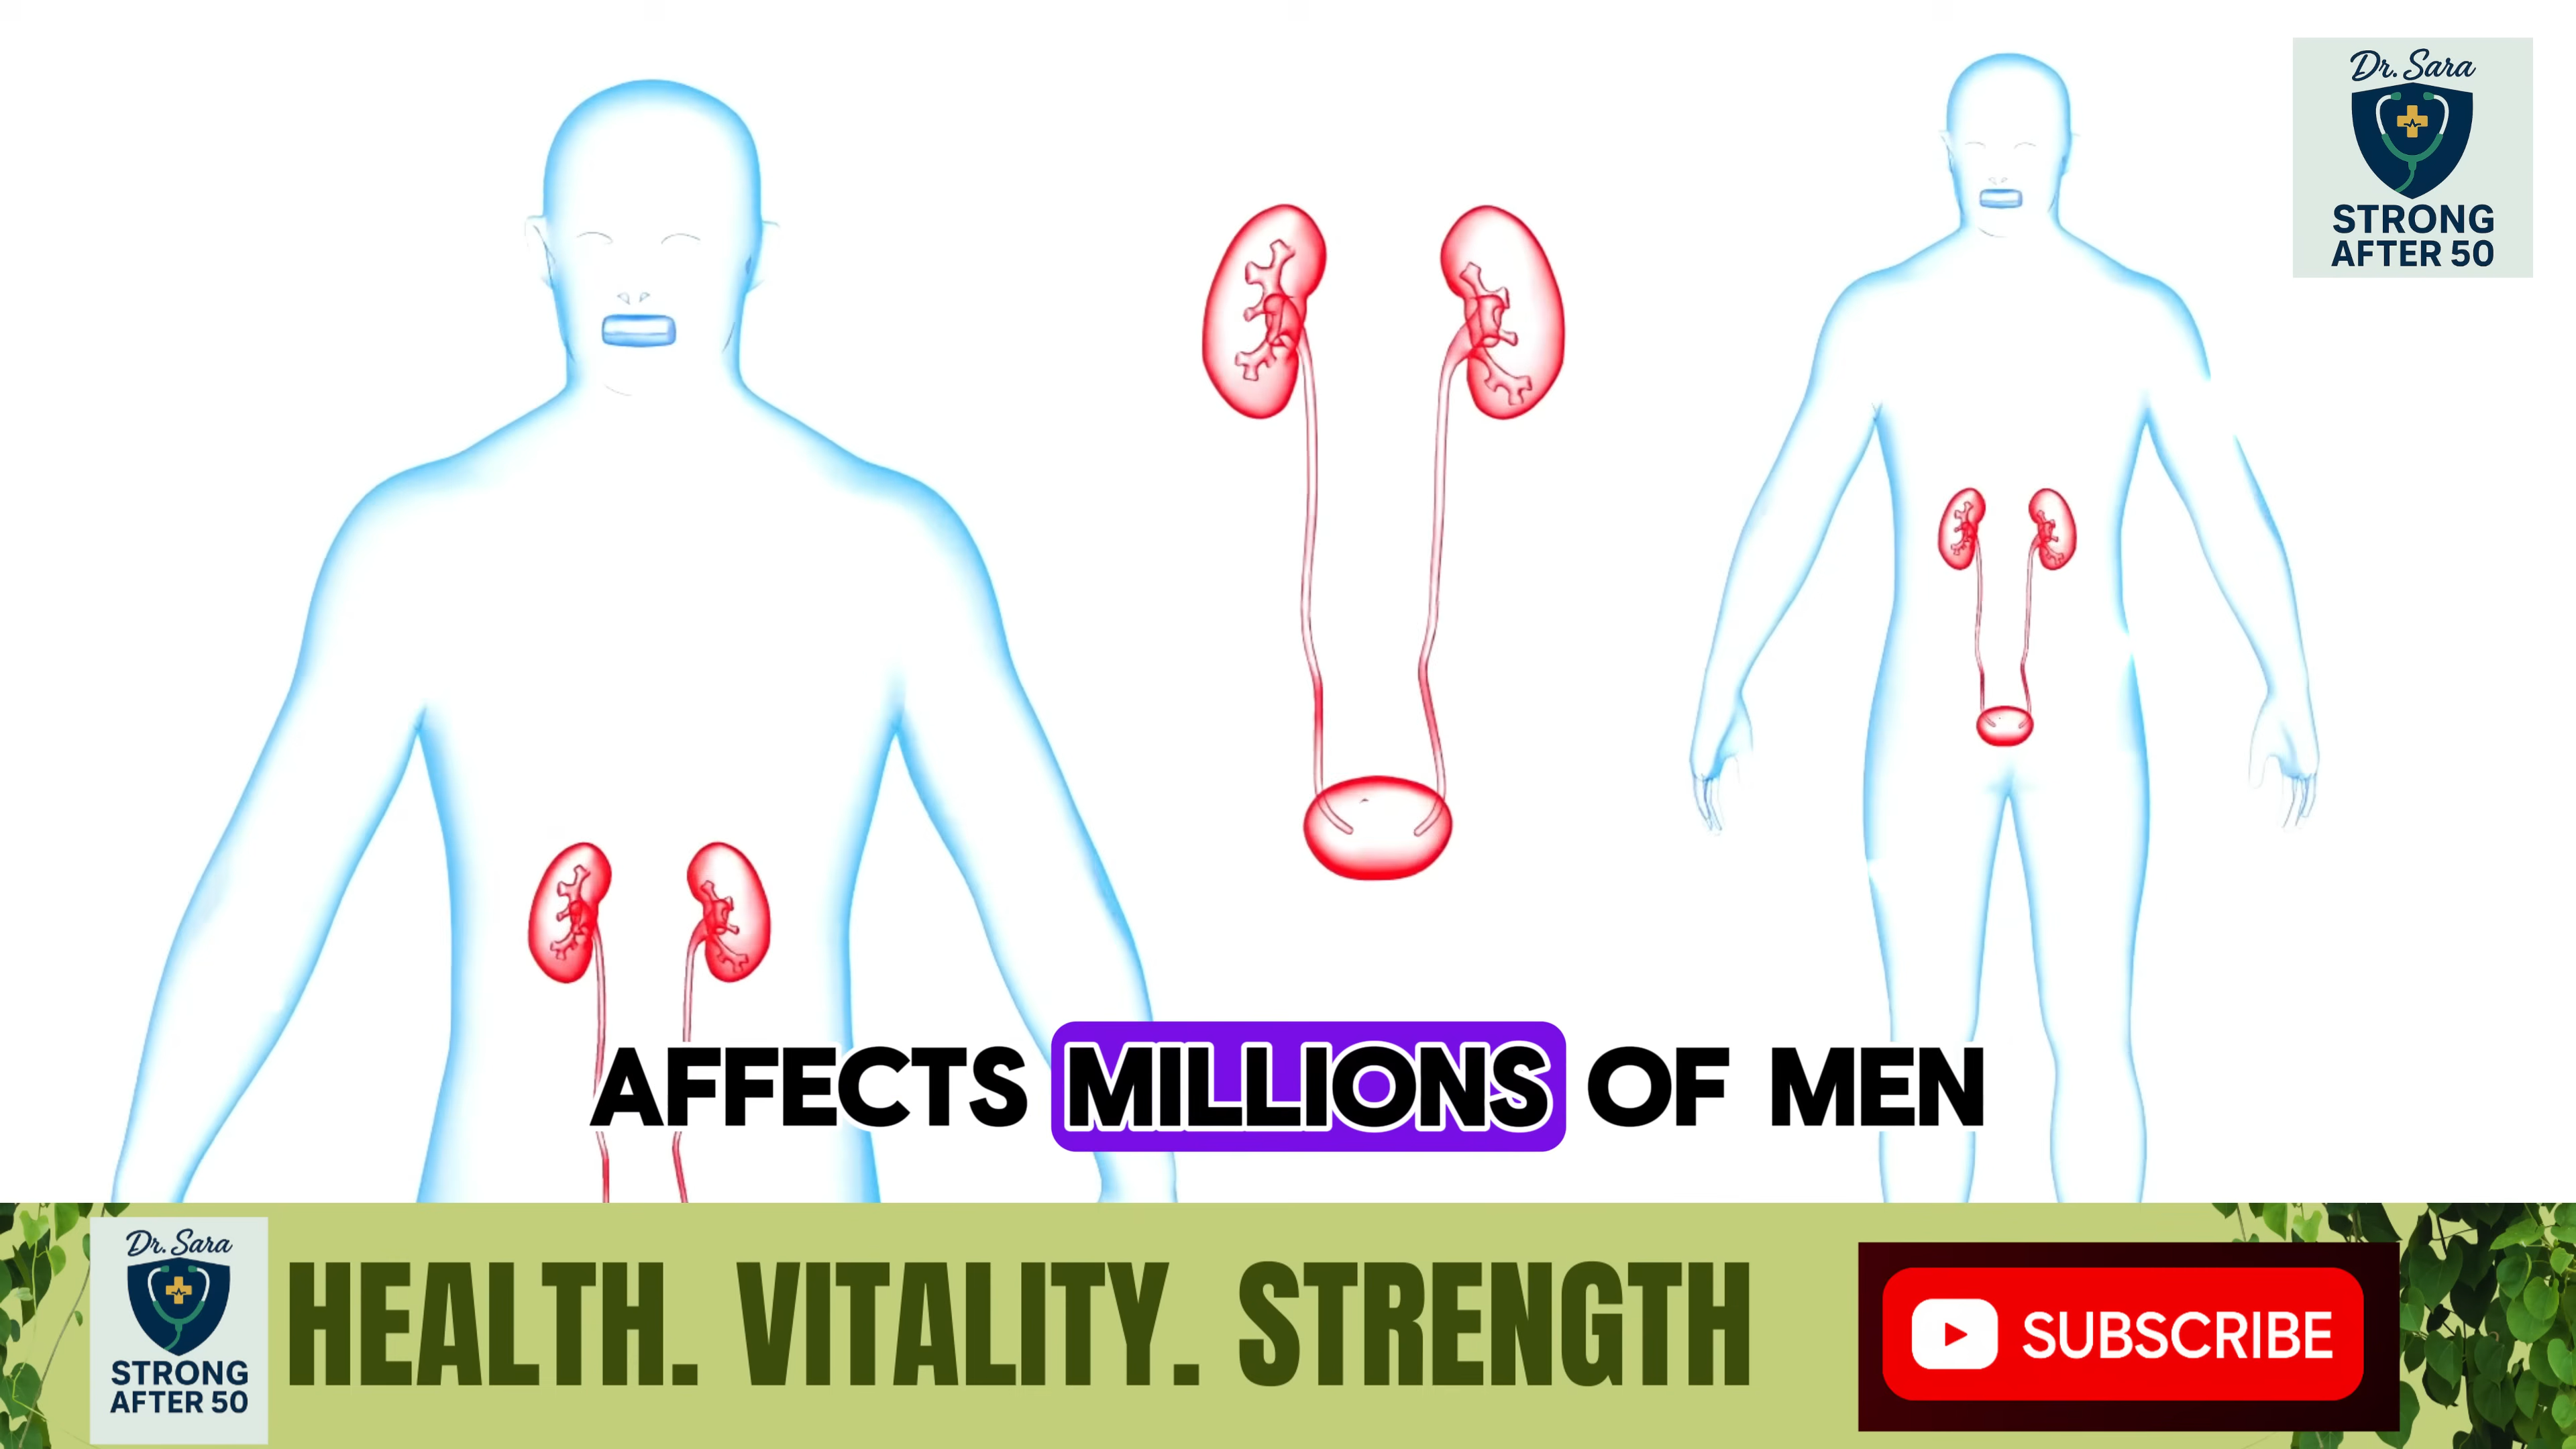 Dr. Sara
STRONG
AFTER 50
AFFECTS MILLIONS OF MEN
Dr. Sara
STRONG
AFTER 50
HEALTH. VITALITY. STRENGTH
SUBSCRIBE